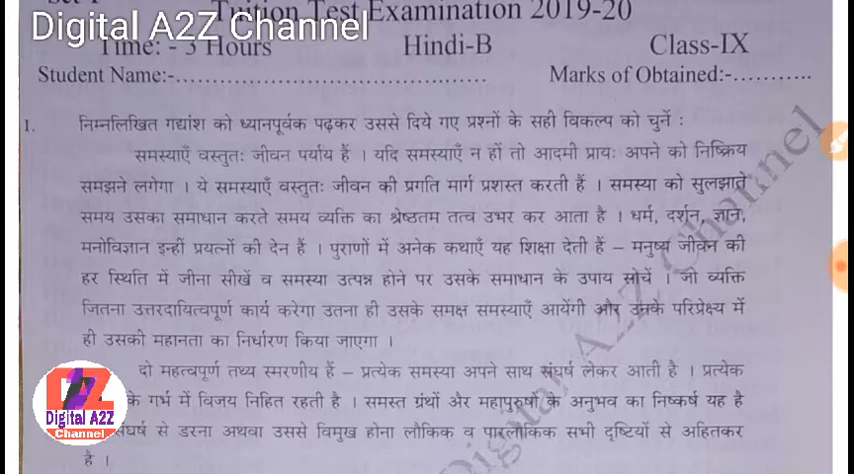 Digital A2Z Channel
Tuition Test Examination 2019-20
Time: - 3 Hours Hindi-B Class-IX
Student Name:-................................................ Marks of Obtained:-...........
1. निम्नलिखित गद्यांश को ध्यानपूर्वक पढ़कर उससे दिये गए प्रश्नों के सही विकल्प को चुनें :
समस्याएँ वस्तुतः जीवन पर्याय हैं । यदि समस्याएँ न हों तो आदमी प्रायः अपने को निष्क्रिय
समझने लगेगा । ये समस्याएँ वस्तुतः जीवन की प्रगति मार्ग प्रशस्त करती हैं । समस्या को सुलझाते
समय उसका समाधान करते समय व्यक्ति का श्रेष्ठतम तत्व उभर कर आता है । धर्म, दर्शन, ज्ञान,
मनोविज्ञान इन्हीं प्रयत्नों की देन हैं । पुराणों में अनेक कथाएँ यह शिक्षा देती हैं – मनुष्य जीवन की
हर स्थिति में जीना सीखें व समस्या उत्पन्न होने पर उसके समाधान के उपाय सोचें । जो व्यक्ति
जितना उत्तरदायित्वपूर्ण कार्य करेगा उतना ही उसके समक्ष समस्याएँ आयेंगी और उनके परिप्रेक्ष्य में
ही उसकी महानता का निर्धारण किया जाएगा ।
दो महत्वपूर्ण तथ्य स्मरणीय हैं – प्रत्येक समस्या अपने साथ संघर्ष लेकर आती है । प्रत्येक
के गर्भ में विजय निहित रहती है । समस्त ग्रंथों और महापुरुषों के अनुभव का निष्कर्ष यह है
संघर्ष से डरना अथवा उससे विमुख होना लौकिक व पारलौकिक सभी दृष्टियों से अहितकर
है ।
Digital A2Z Channel
Digital A2Z
Channel